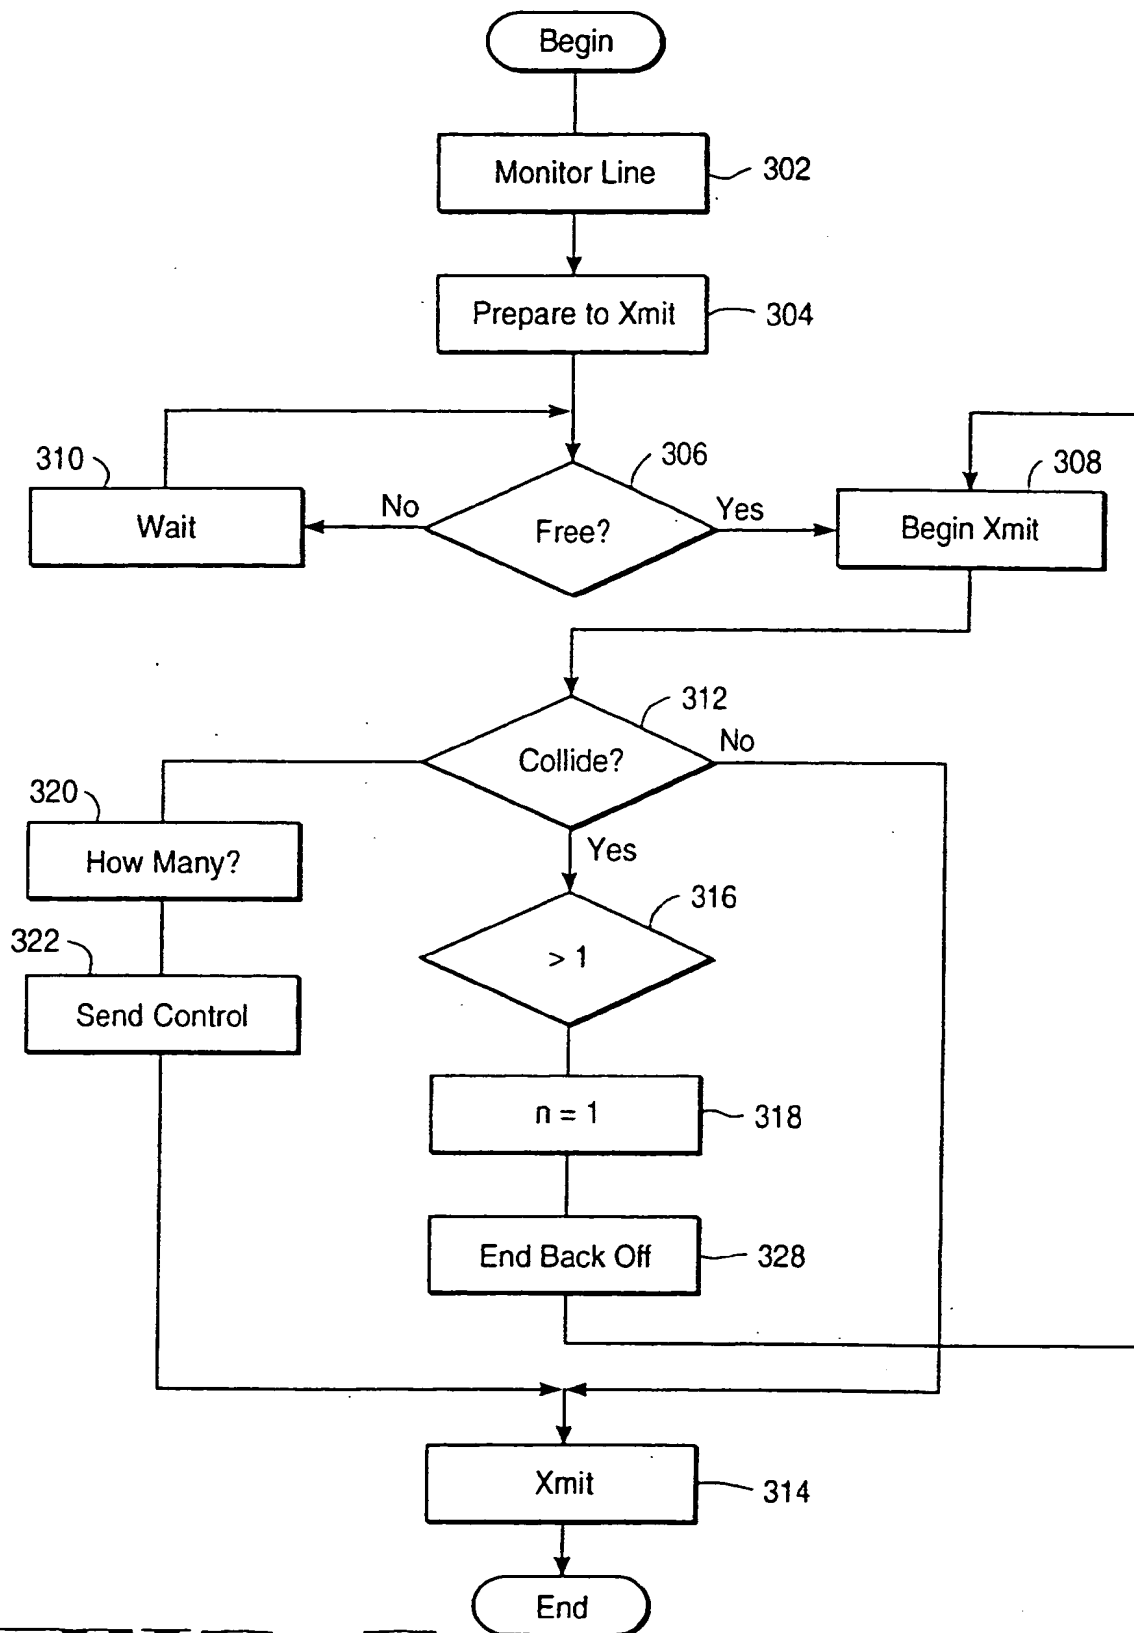 Begin
Monitor Line
302
Prepare to Xmit
304
306
310
308
Wait
No
Free?
Yes
Begin Xmit
312
Collide?
No
320
How Many?
Yes
316
> 1
322
Send Control
n = 1
318
End Back Off
328
Xmit
314
End